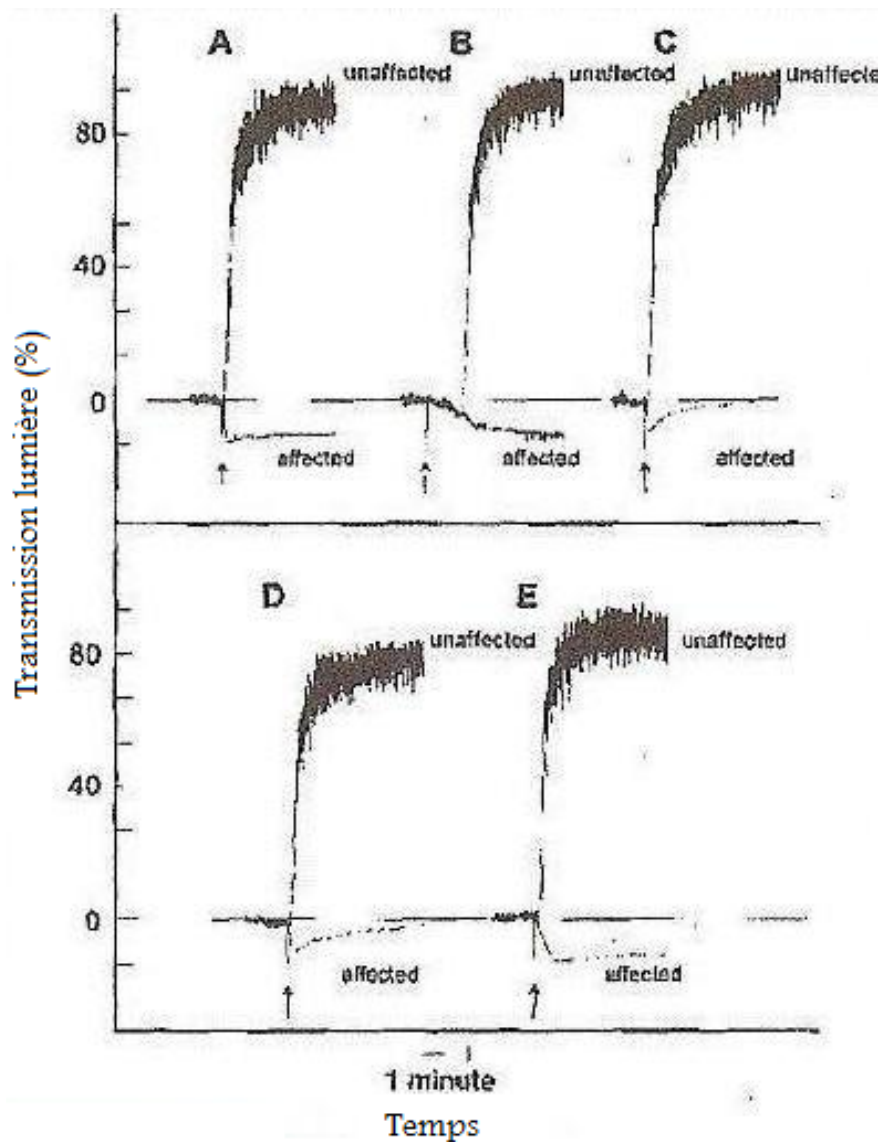 A B C
unaffected unaffected unaffected
80
40
0
affected affected affected
Transmission lumière (%)
D E
unaffected unaffected
80
40
0
affected affected
1 minute
Temps